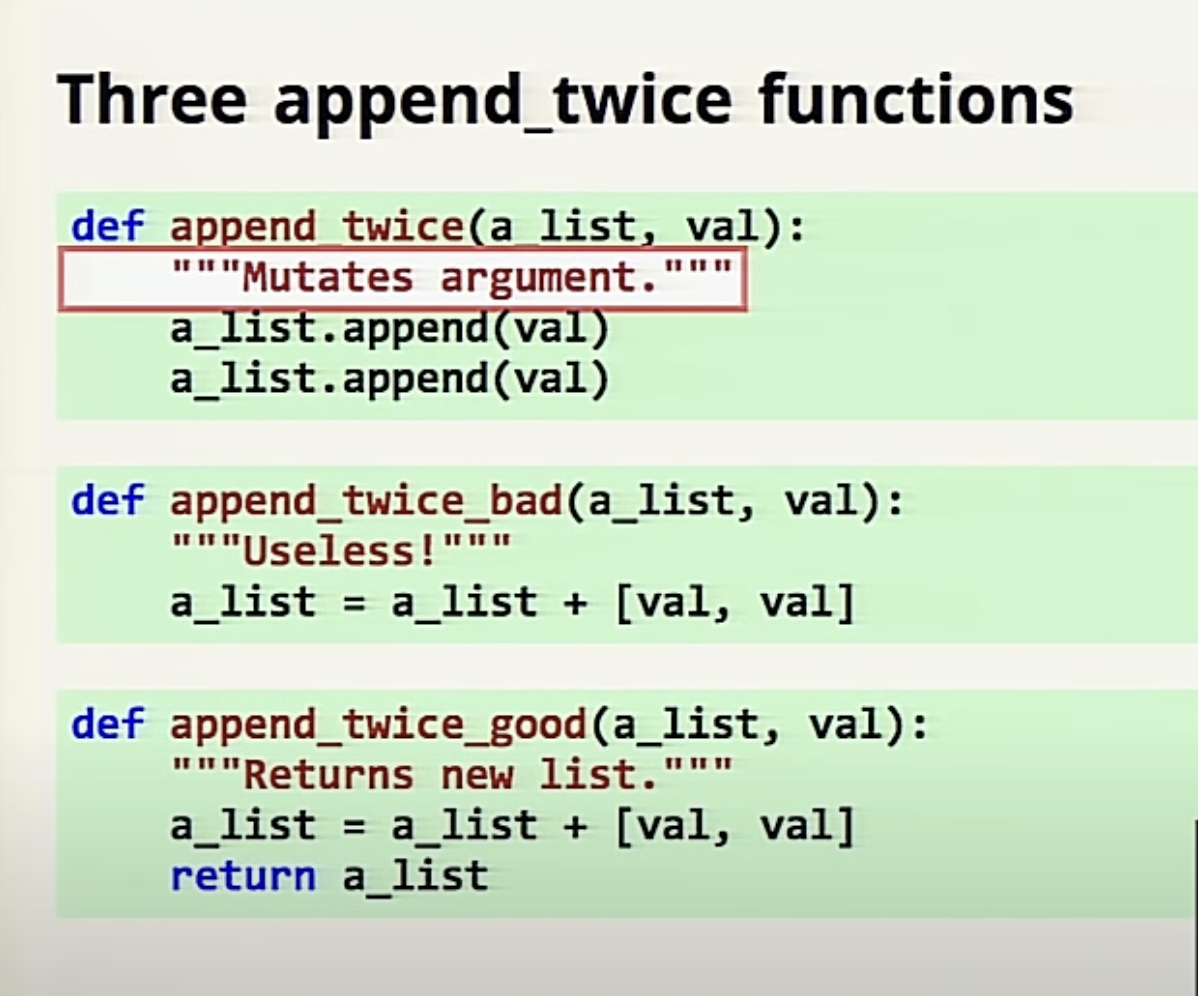 Three append_twice functions
def append_twice(a_list, val):
    """Mutates argument."""
    a_list.append(val)
    a_list.append(val)
def append_twice_bad(a_list, val):
    """Useless!"""
    a_list = a_list + [val, val]
def append_twice_good(a_list, val):
    """Returns new list."""
    a_list = a_list + [val, val]
    return a_list